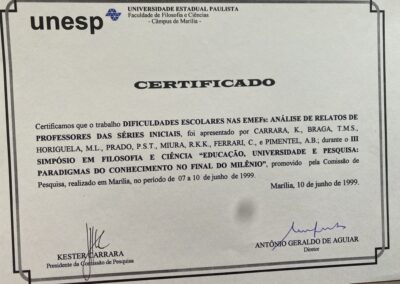 unesp
UNIVERSIDADE ESTADUAL PAULISTA
Faculdade de Filosofia e Ciências
- Câmpus de Marília -
CERTIFICADO
Certificamos que o trabalho DIFICULDADES ESCOLARES NAS EMEFs: ANÁLISE DE RELATOS DE
PROFESSORES DAS SÉRIES INICIAIS, foi apresentado por CARRARA, K., BRAGA, T.M.S.,
HORIGUELA, M.L., PRADO, P.S.T., MIURA, R.K.K., FERRARI, C., e PIMENTEL, A.B.; durante o III
SIMPÓSIO EM FILOSOFIA E CIÊNCIA "EDUCAÇÃO, UNIVERSIDADE E PESQUISA:
PARADIGMAS DO CONHECIMENTO NO FINAL DO MILÊNIO", promovido pela Comissão de
Pesquisa, realizado em Marília, no período de 07 a 10 de junho de 1999.
Marília, 10 de junho de 1999.
KESTER CARRARA
Presidente da Comissão de Pesquisa
ANTÔNIO GERALDO DE AGUIAR
Diretor